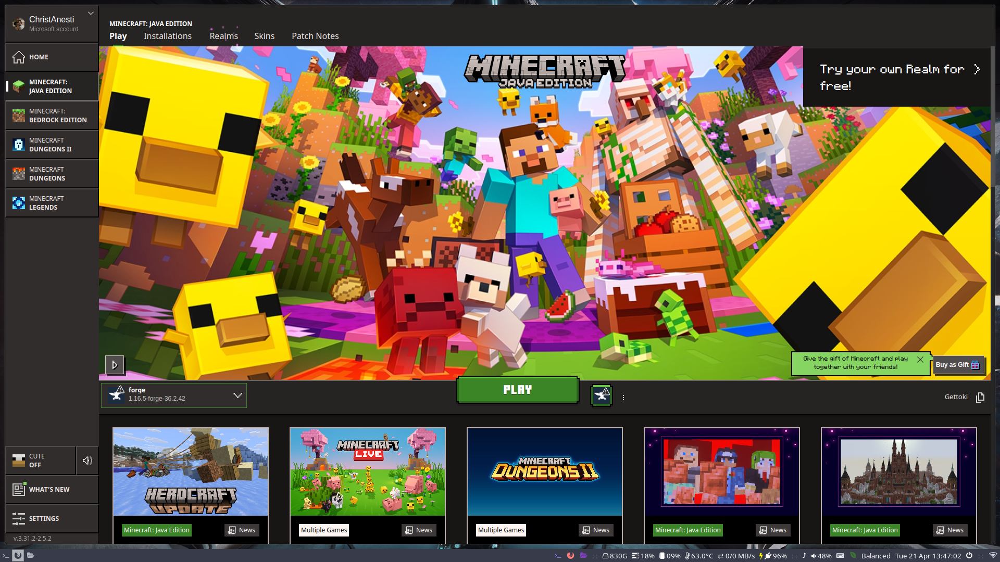 ChristAnesti
Microsoft account
HOME
MINECRAFT:
JAVA EDITION
MINECRAFT:
BEDROCK EDITION
MINECRAFT
DUNGEONS II
MINECRAFT
DUNGEONS
MINECRAFT
LEGENDS
CUTE
OFF
WHAT'S NEW
SETTINGS
v.3.31.2-2.5.2
MINECRAFT: JAVA EDITION
Play Installations Realms Skins Patch Notes
MINECRAFT
JAVA EDITION
Try your own Realm for
free!
Give the gift of Minecraft and play
together with your friends!
Buy as Gift
forge
1.16.5-forge-36.2.42
PLAY
Gettoki
HEROCRAFT
UPDATE
Minecraft: Java Edition News
MINECRAFT
LIVE
Multiple Games News
MINECRAFT
DUNGEONS II
Multiple Games News
Minecraft: Java Edition News
Minecraft: Java Edition News
830G 18% 09% 63.0°C 0/0 MB/s 96% 48% Balanced Tue 21 Apr 13:47:02